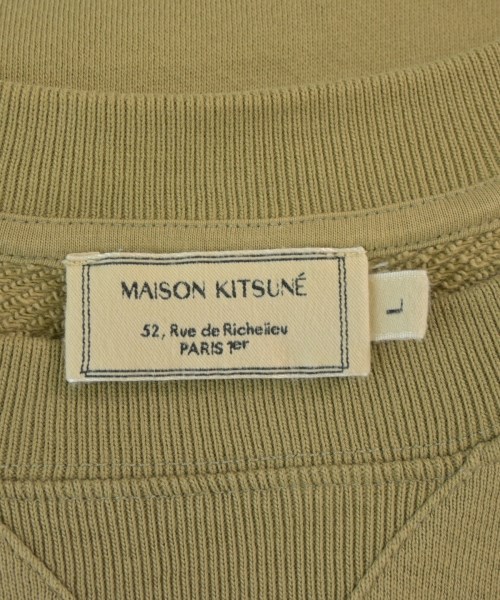 MAISON KITSUNÉ
52, Rue de Richelieu
PARIS 1er
L